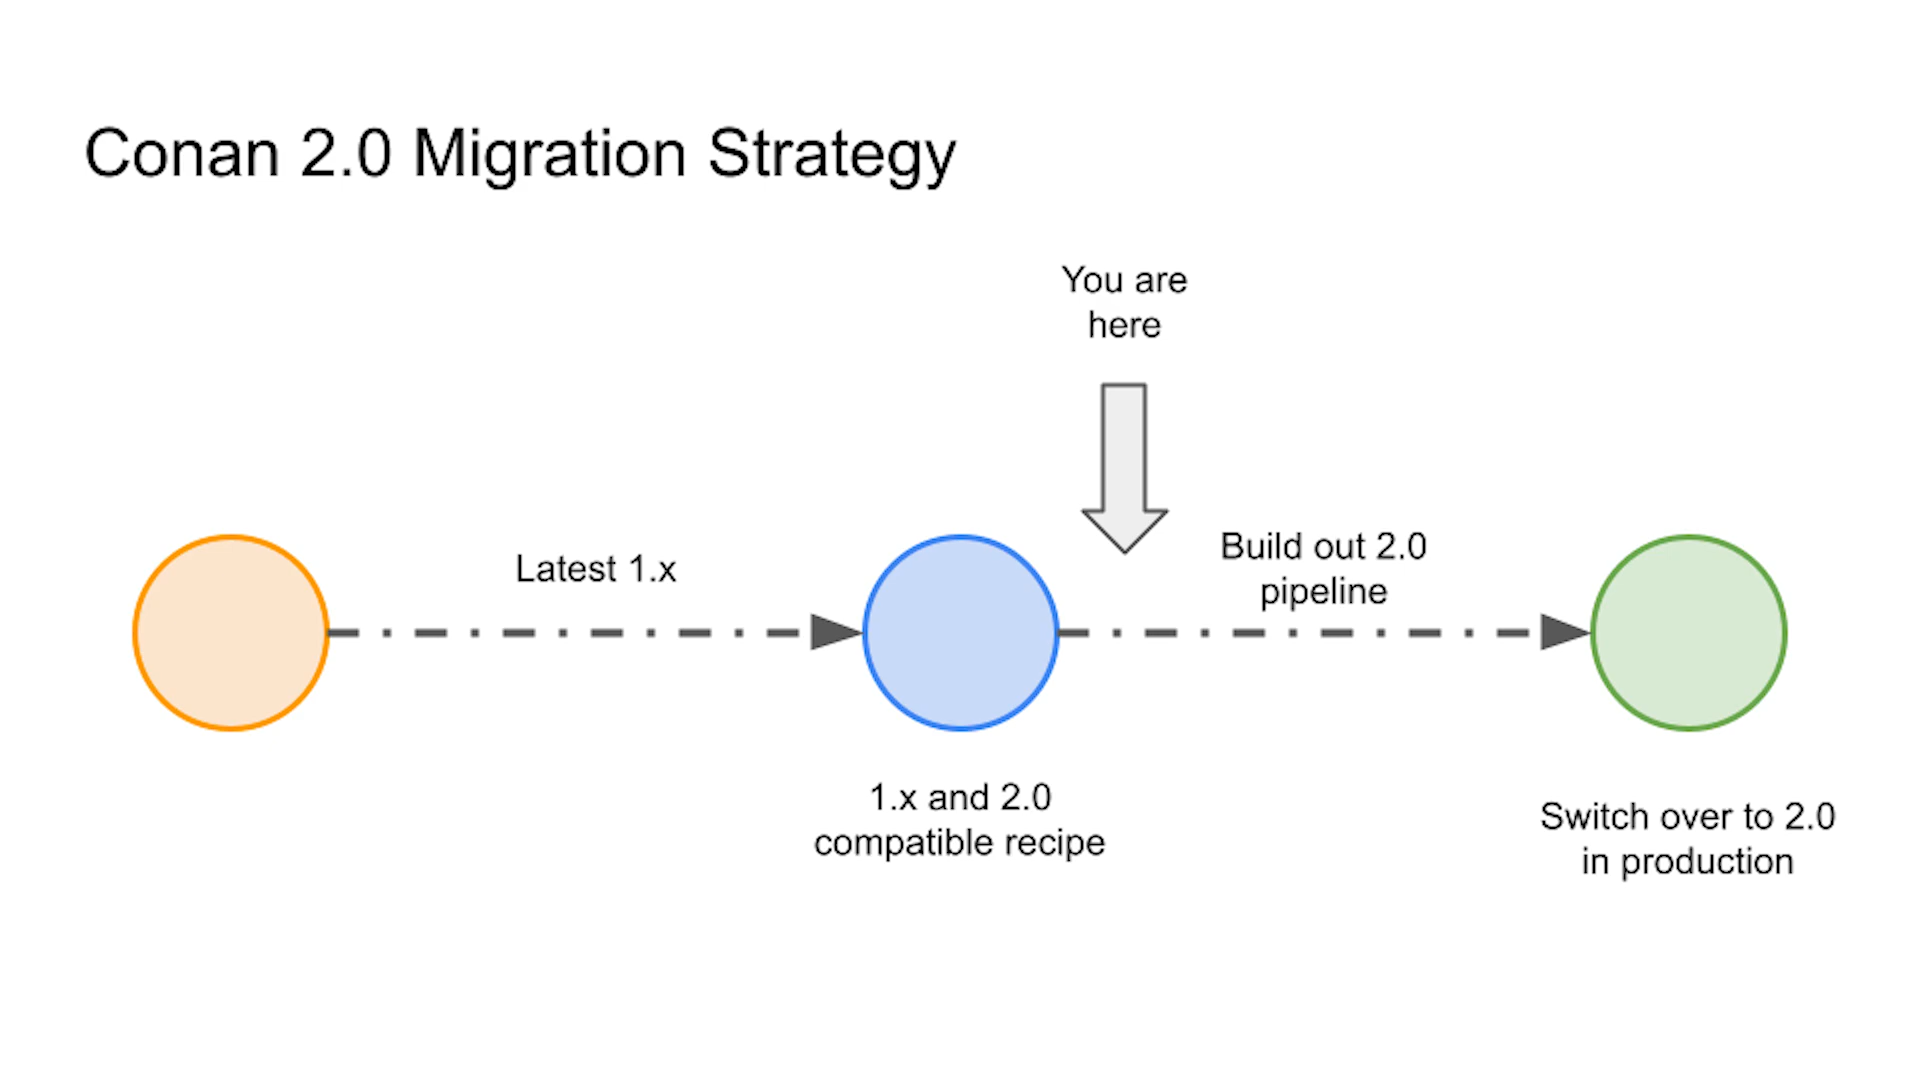 Conan 2.0 Migration Strategy
You are
here
Latest 1.x
Build out 2.0
pipeline
1.x and 2.0
compatible recipe
Switch over to 2.0
in production